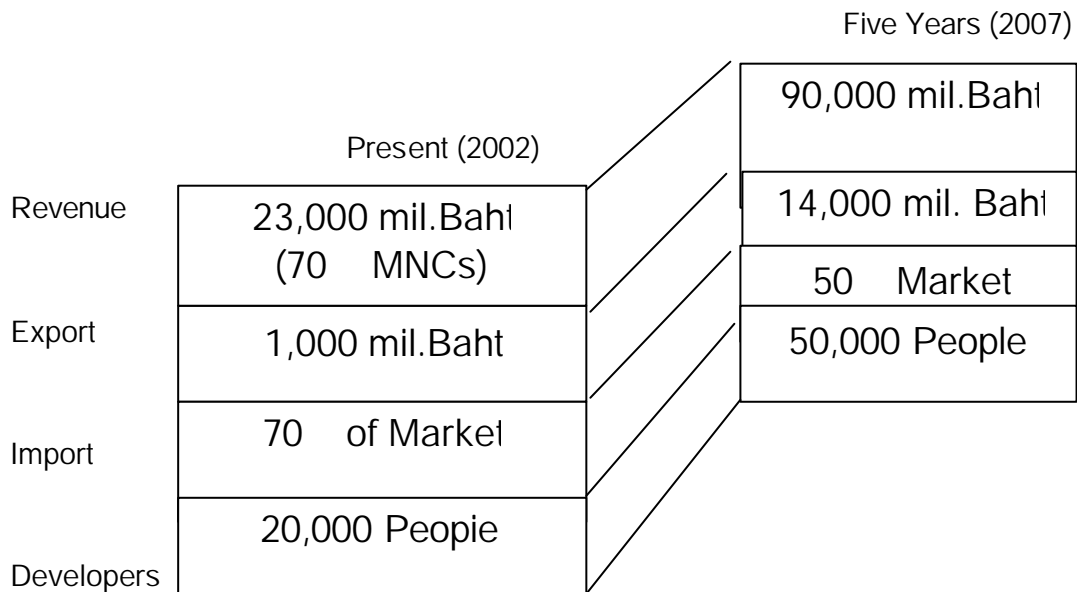 Five Years (2007)
90,000 mil.Baht
Present (2002)
Revenue
23,000 mil.Baht
(70 MNCs)
14,000 mil. Baht
50 Market
Export
1,000 mil.Baht
50,000 People
Import
70 of Market
20,000 Peopie
Developers